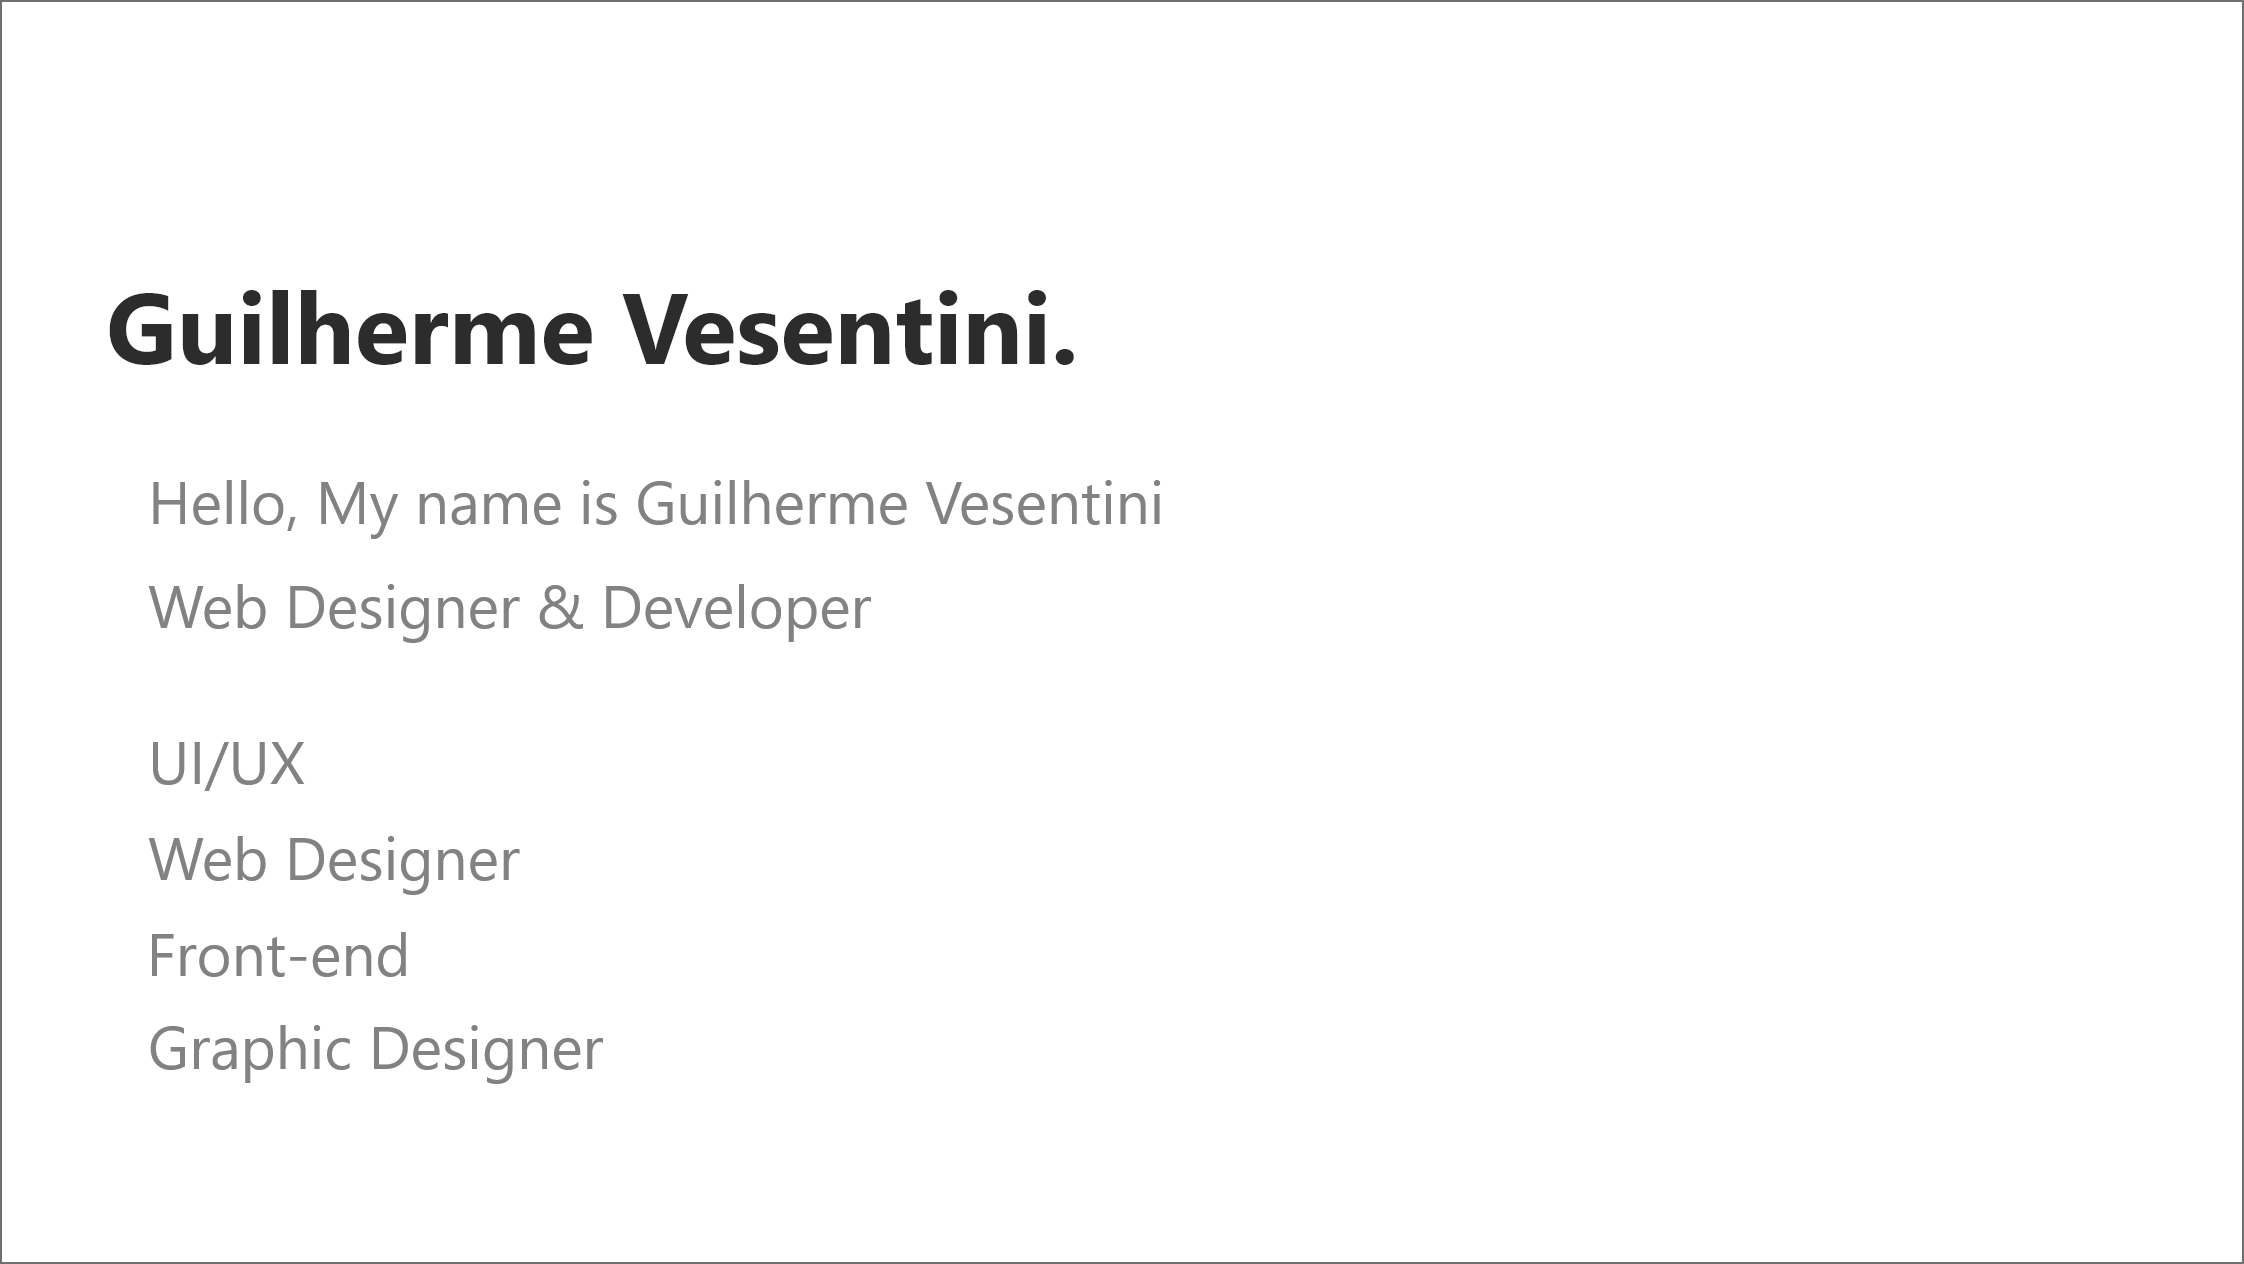 Guilherme Vesentini.
Hello, My name is Guilherme Vesentini
Web Designer & Developer
UI/UX
Web Designer
Front-end
Graphic Designer